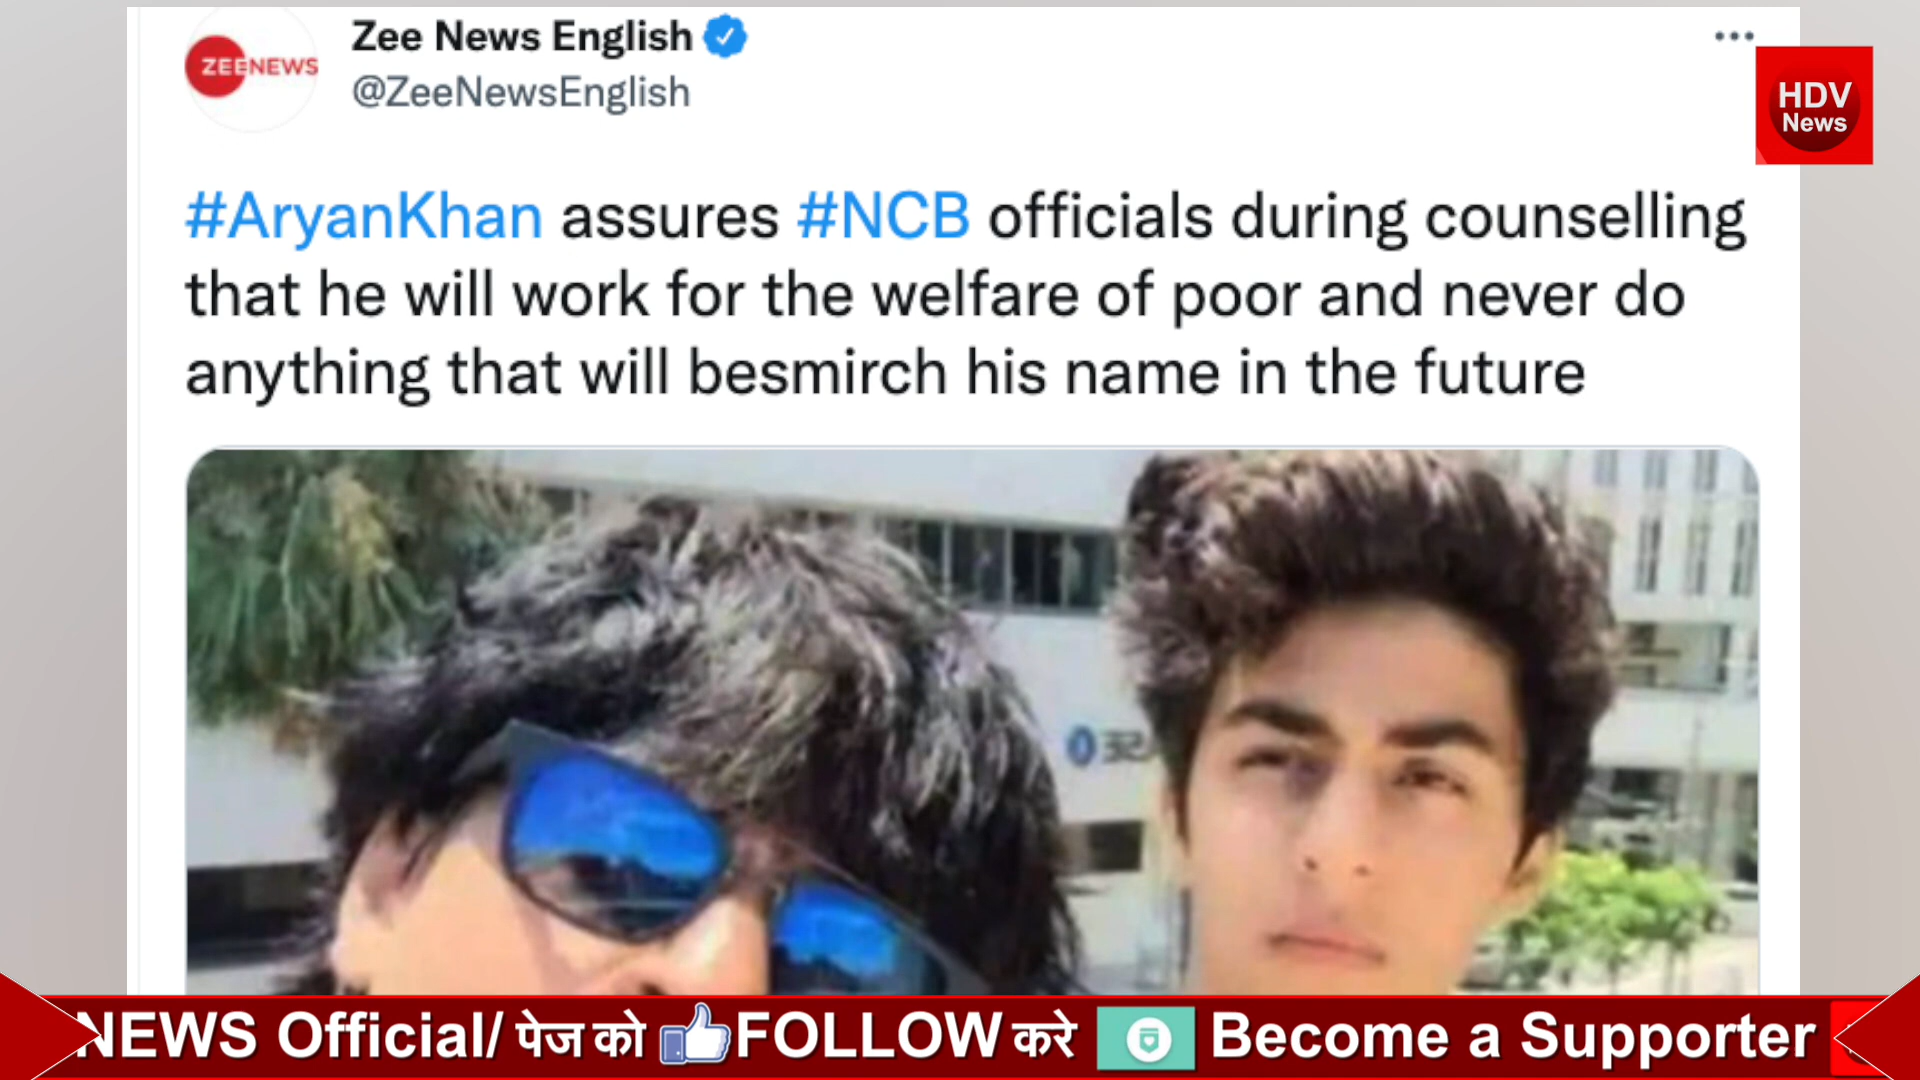 ZEENEWS
Zee News English
@ZeeNewsEnglish
HDV
News
#AryanKhan assures #NCB officials during counselling
that he will work for the welfare of poor and never do
anything that will besmirch his name in the future
NEWS Official/ पेज को FOLLOW करे Become a Supporter